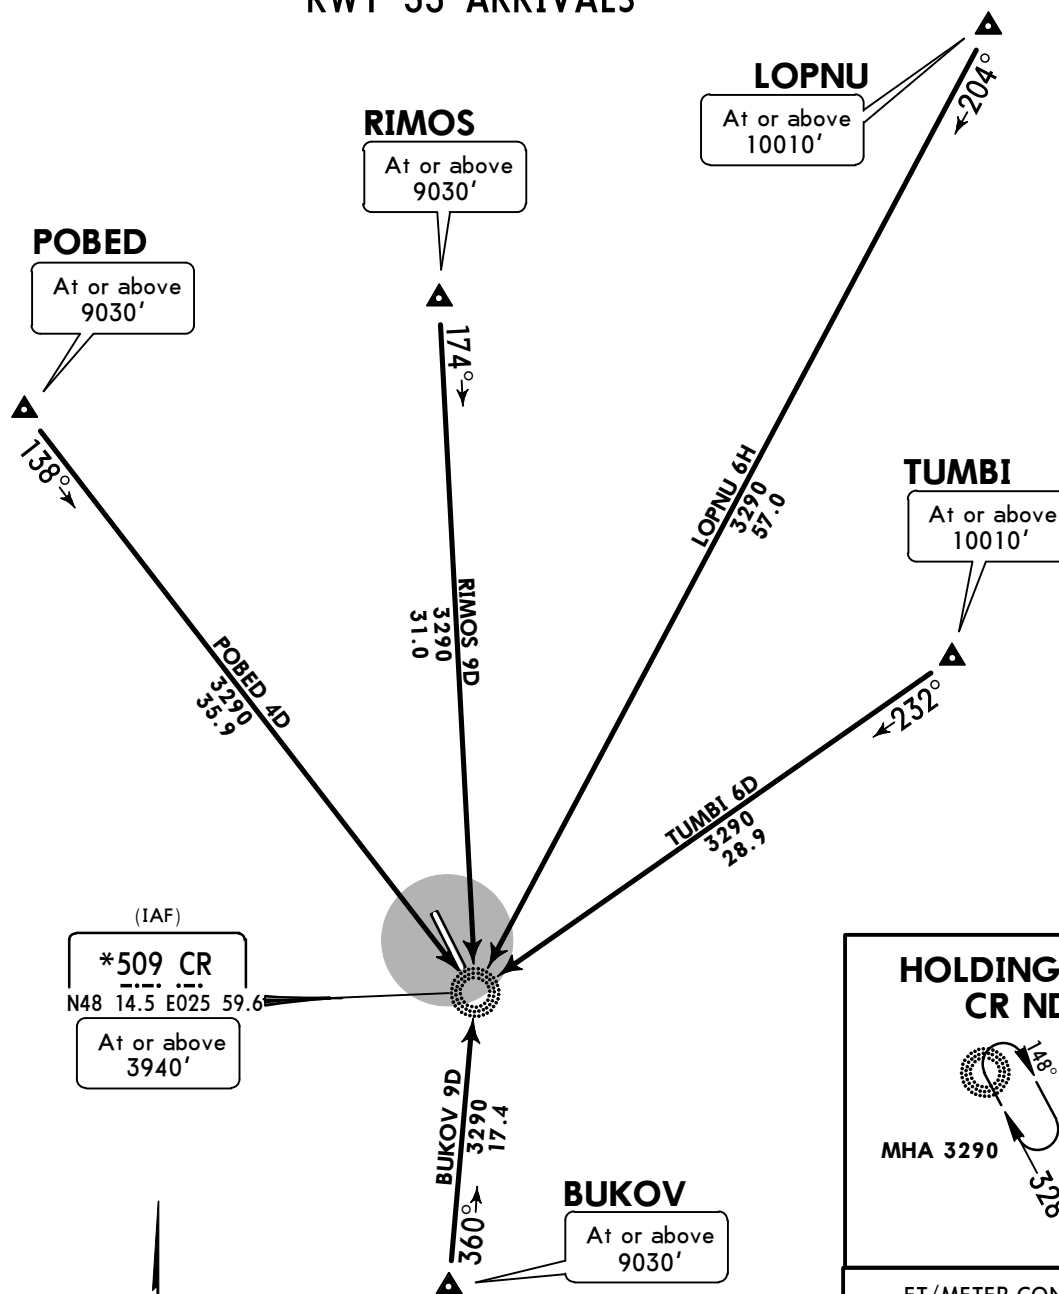 RWY 33 ARRIVALS
LOPNU
At or above
10010'
204°
RIMOS
At or above
9030'
174°
POBED
At or above
9030'
138°
TUMBI
At or above
10010'
232°
LOPNU 6H
3290
57.0
RIMOS 9D
3290
31.0
POBED 4D
3290
35.9
TUMBI 6D
3290
28.9
(IAF)
*509 CR
N48 14.5 E025 59.6
At or above
3940'
BUKOV 9D
3290
17.4
360°
BUKOV
At or above
9030'
HOLDING
CR
148°
MHA 3290
328